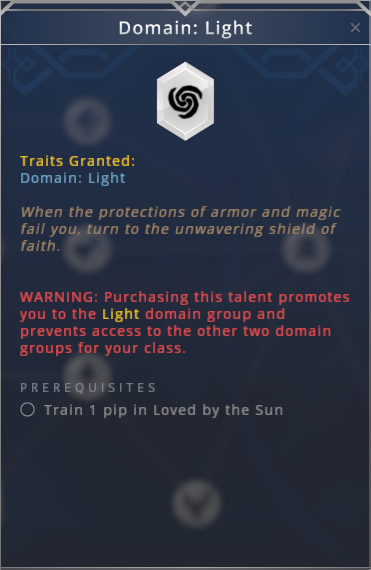 Domain: Light
Traits Granted:
Domain: Light
When the protections of armor and magic
fail you, turn to the unwavering shield of
faith.
WARNING: Purchasing this talent promotes
you to the Light domain group and
prevents access to the other two domain
groups for your class.
PREREQUISITES
Train 1 pip in Loved by the Sun